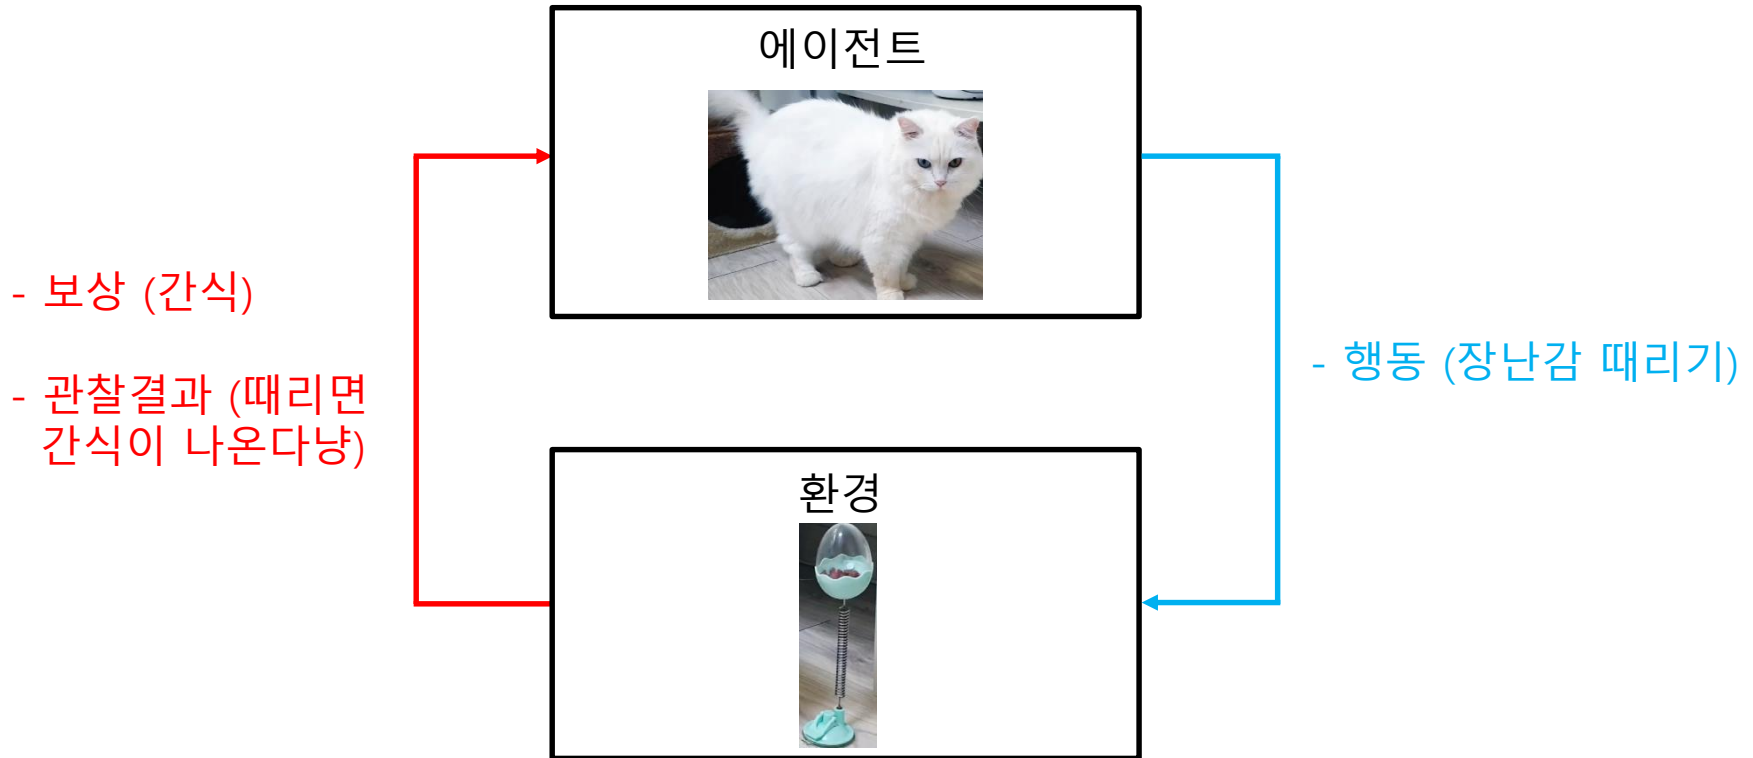 에이전트
- 보상 (간식)
- 관찰결과 (때리면
간식이 나온다냥)
- 행동 (장난감 때리기)
환경